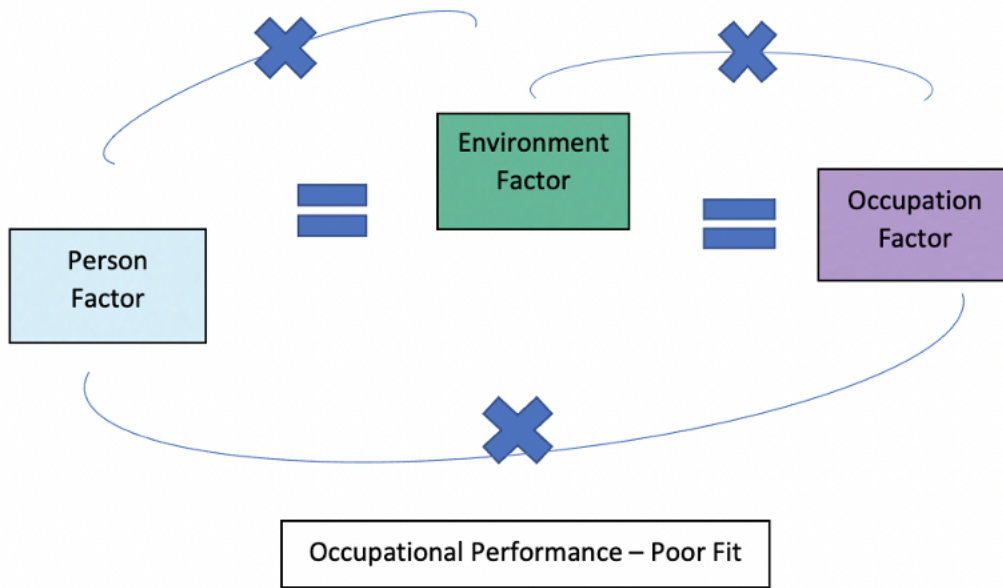 Environment
Factor
Occupation
Factor
Person
Factor
Occupational Performance – Poor Fit